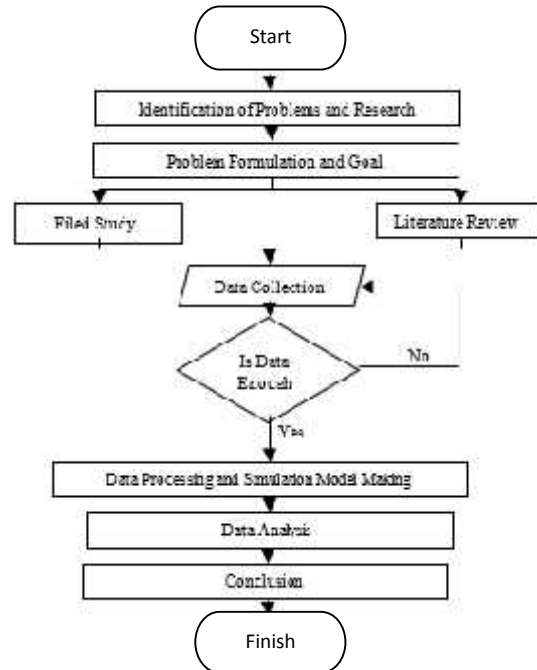 Start
Identification of Problems and Research
Problem Formulation and Goal
Filed Study
Literature Review
Data Collection
Is Data
Enough
No
Yes
Data Processing and Simulation Model Making
Data Analysis
Conclusion
Finish